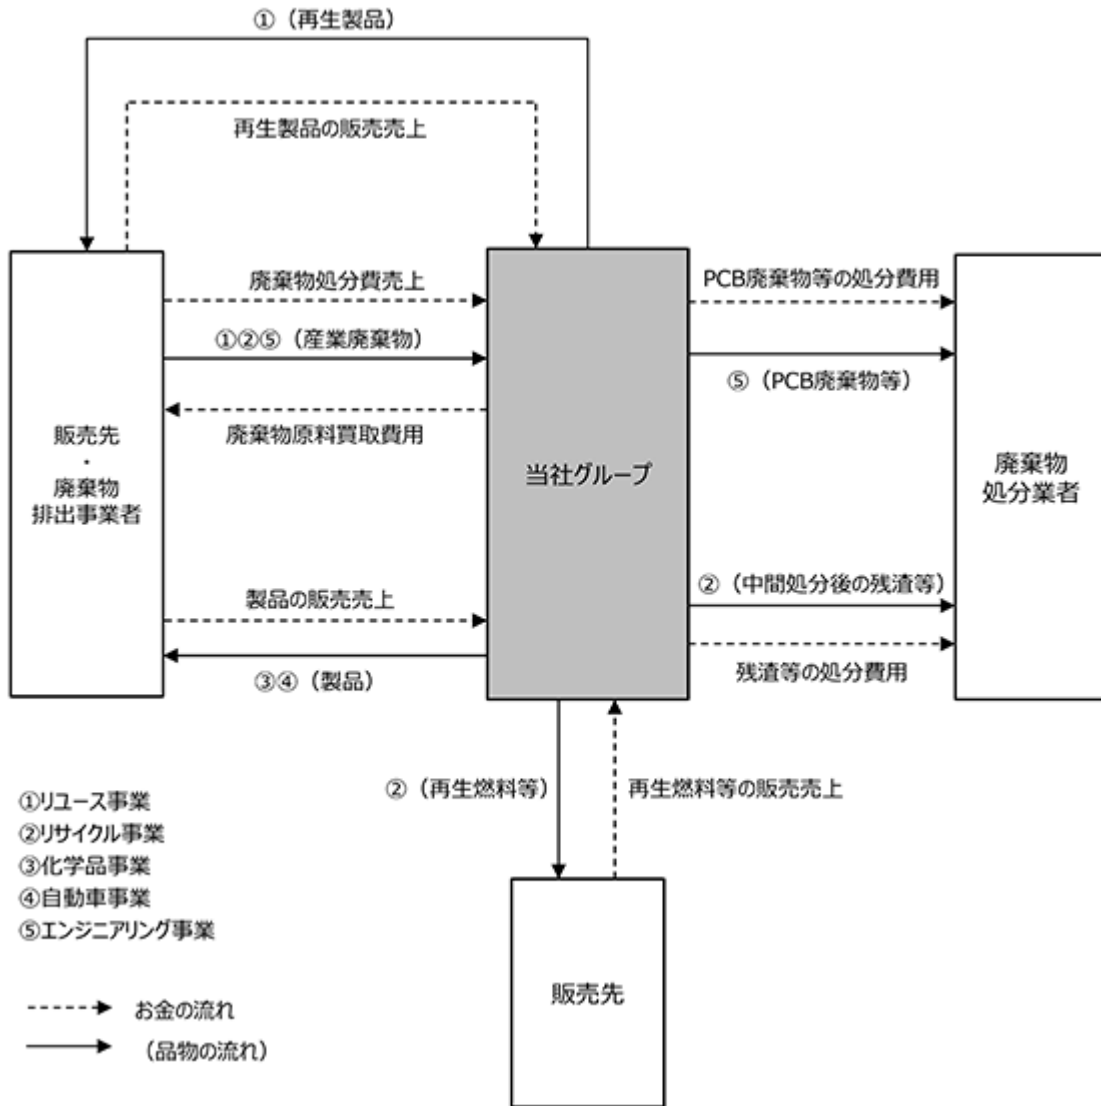 ①（再生製品）
再生製品の販売売上
廃棄物処分費売上
①②⑤（産業廃棄物）
廃棄物原料買取費用
販売先
・
廃棄物
排出事業者
製品の販売売上
③④（製品）
当社グループ
PCB廃棄物等の処分費用
⑤（PCB廃棄物等）
廃棄物
処分業者
②（中間処分後の残渣等）
残渣等の処分費用
②（再生燃料等）
再生燃料等の販売売上
販売先
①リユース事業
②リサイクル事業
③化学品事業
④自動車事業
⑤エンジニアリング事業
お金の流れ
（品物の流れ）